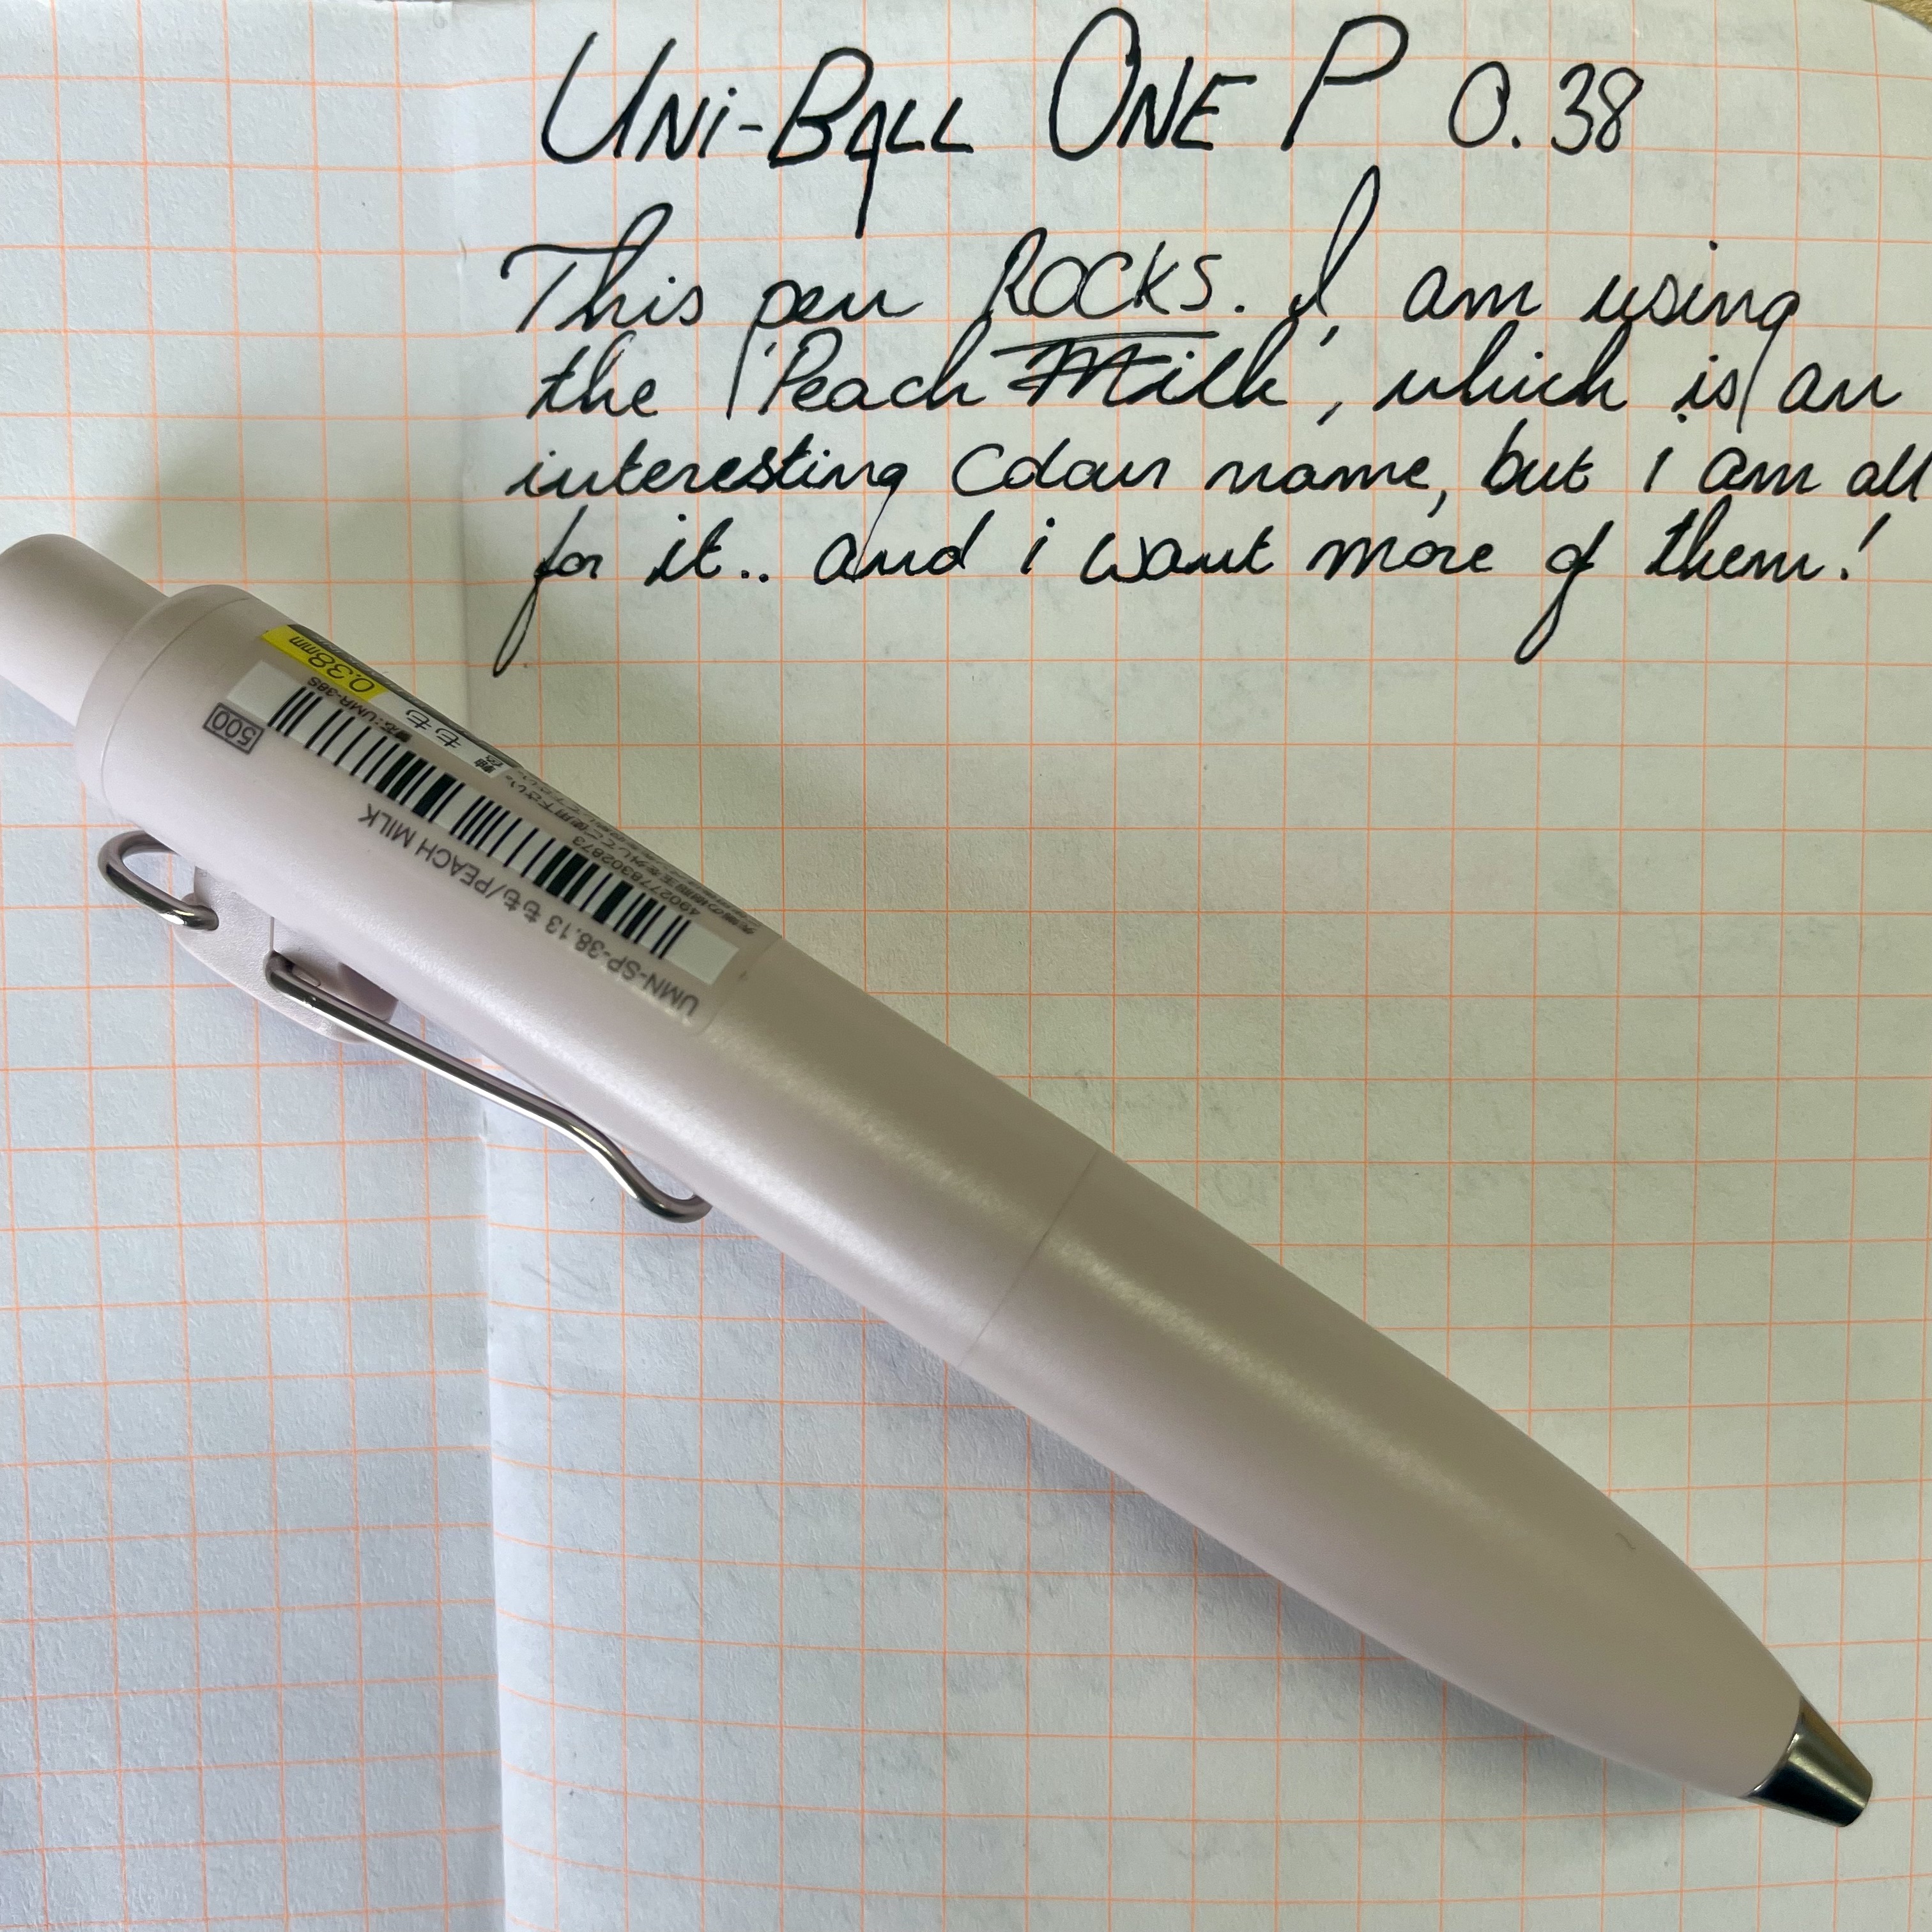 UNi-BALL ONE P 0.38
This pen ROCKS. I am using
the 'Peach Milk', which is an
interesting Colour name, but i am all
for it.. and i want more of them!
0.38mm
もも
替芯:UMR-38S
4902778302873
500
UMN-SP-38.13 もも/PEACH MILK